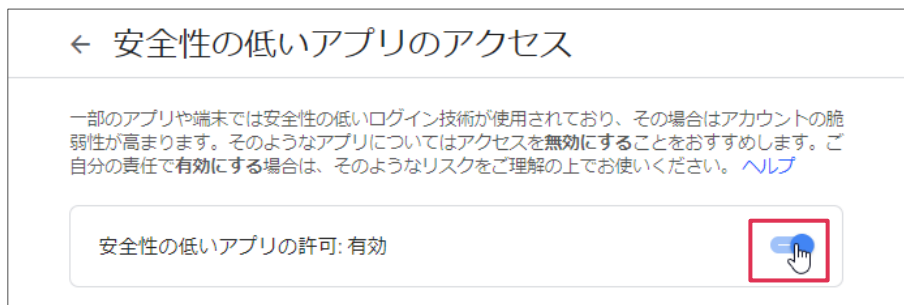 ← 安全性の低いアプリのアクセス
一部のアプリや端末では安全性の低いログイン技術が使用されており、その場合はアカウントの脆
弱性が高まります。そのようなアプリについてはアクセスを無効にすることをおすすめします。ご
自分の責任で有効にする場合は、そのようなリスクをご理解の上でお使いください。 ヘルプ
安全性の低いアプリの許可: 有効